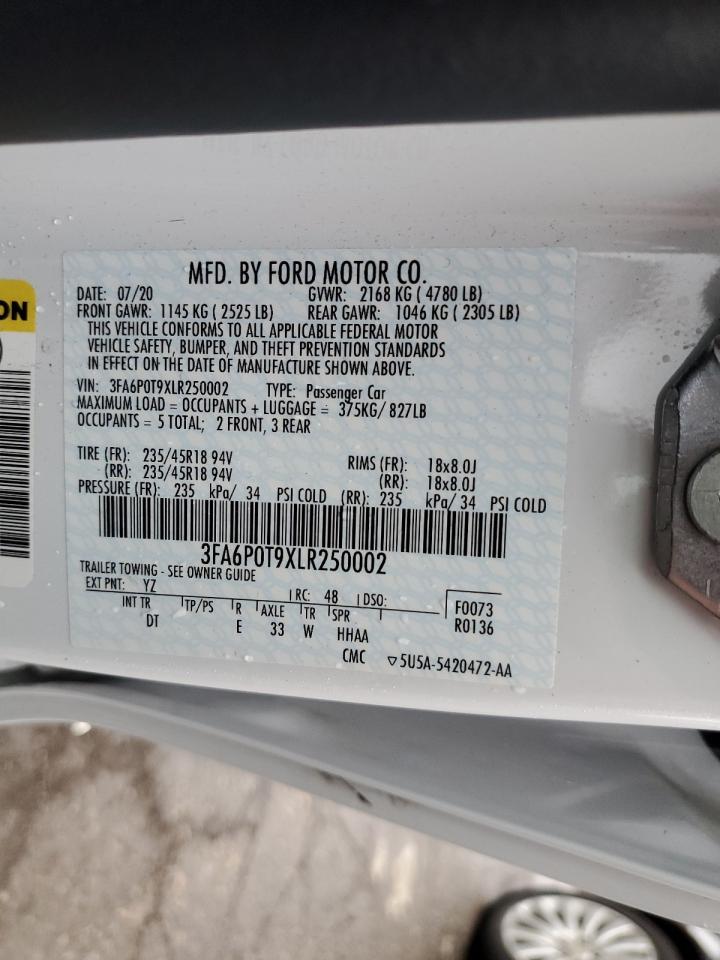 MFD. BY FORD MOTOR CO.
DATE: 07/20 GVWR: 2168 KG ( 4780 LB)
FRONT GAWR: 1145 KG ( 2525 LB) REAR GAWR: 1046 KG ( 2305 LB)
THIS VEHICLE CONFORMS TO ALL APPLICABLE FEDERAL MOTOR
VEHICLE SAFETY, BUMPER, AND THEFT PREVENTION STANDARDS
IN EFFECT ON THE DATE OF MANUFACTURE SHOWN ABOVE.
VIN: 3FA6P0T9XLR250002 TYPE: Passenger Car
MAXIMUM LOAD = OCCUPANTS + LUGGAGE = 375KG/ 827LB
OCCUPANTS = 5 TOTAL; 2 FRONT, 3 REAR
TIRE (FR): 235/45R18 94V RIMS (FR): 18x8.0J
(RR): 235/45R18 94V (RR): 18x8.0J
PRESSURE (FR): 235 kPa/ 34 PSI COLD (RR): 235 kPa/ 34 PSI COLD
3FA6P0T9XLR250002
TRAILER TOWING - SEE OWNER GUIDE
EXT PNT: YZ RC: 48 DSO: F0073
INT TR TP/PS R AXLE TR SPR R0136
DT E 33 W HHAA
CMC ▽5U5A-5420472-AA
ON